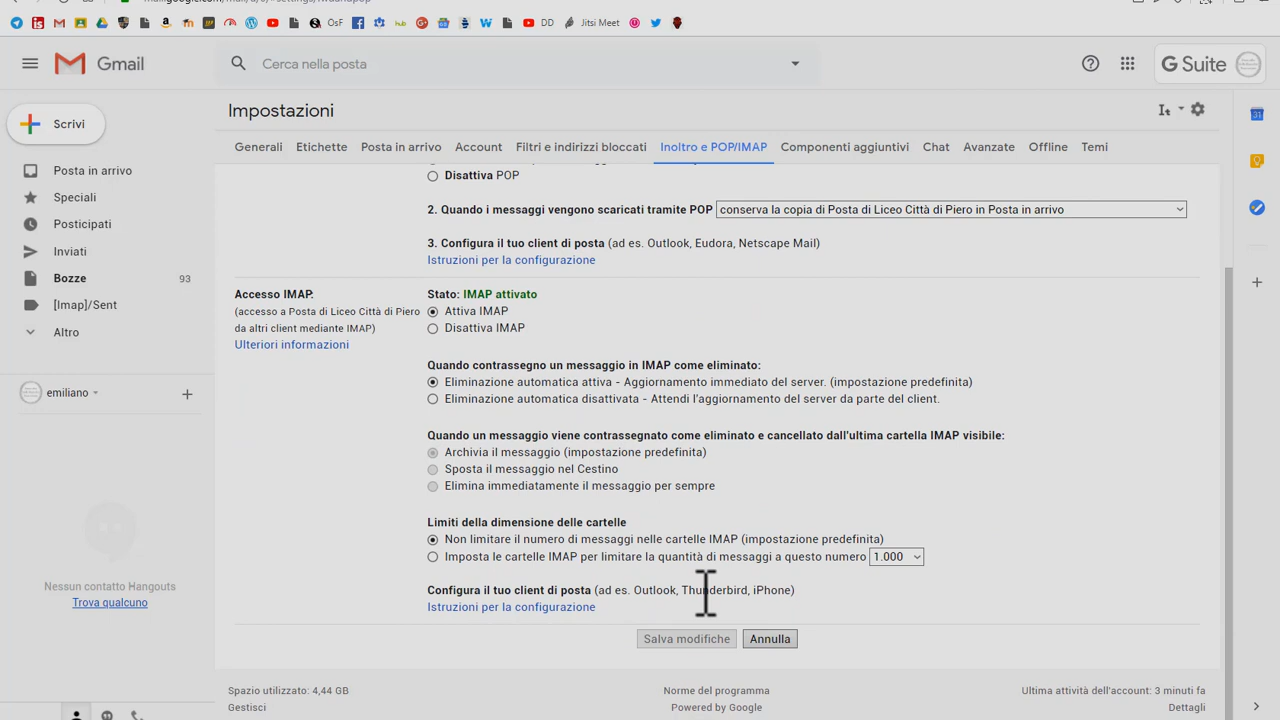 OsF
hub
DD
Jitsi Meet
Gmail
Cerca nella posta
G Suite
Scrivi
Posta in arrivo
Speciali
Posticipati
Inviati
Bozze 93
[Imap]/Sent
Altro
emiliano
Nessun contatto Hangouts
Trova qualcuno
Impostazioni
Generali Etichette Posta in arrivo Account Filtri e indirizzi bloccati Inoltro e POP/IMAP Componenti aggiuntivi Chat Avanzate Offline Temi
Disattiva POP
2. Quando i messaggi vengono scaricati tramite POP conserva la copia di Posta di Liceo Città di Piero in Posta in arrivo
3. Configura il tuo client di posta (ad es. Outlook, Eudora, Netscape Mail)
Istruzioni per la configurazione
Accesso IMAP:
(accesso a Posta di Liceo Città di Piero
da altri client mediante IMAP)
Ulteriori informazioni
Stato: IMAP attivato
Attiva IMAP
Disattiva IMAP
Quando contrassegno un messaggio in IMAP come eliminato:
Eliminazione automatica attiva - Aggiornamento immediato del server. (impostazione predefinita)
Eliminazione automatica disattivata - Attendi l'aggiornamento del server da parte del client.
Quando un messaggio viene contrassegnato come eliminato e cancellato dall'ultima cartella IMAP visibile:
Archivia il messaggio (impostazione predefinita)
Sposta il messaggio nel Cestino
Elimina immediatamente il messaggio per sempre
Limiti della dimensione delle cartelle
Non limitare il numero di messaggi nelle cartelle IMAP (impostazione predefinita)
Imposta le cartelle IMAP per limitare la quantità di messaggi a questo numero 1.000
Configura il tuo client di posta (ad es. Outlook, Thunderbird, iPhone)
Istruzioni per la configurazione
Salva modifiche Annulla
Spazio utilizzato: 4,44 GB
Gestisci
Norme del programma
Powered by Google
Ultima attività dell'account: 3 minuti fa
Dettagli